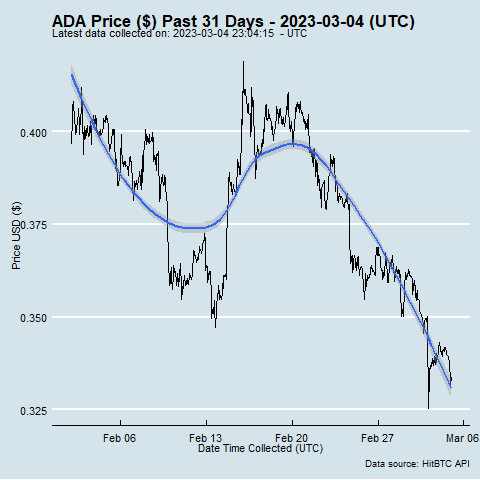 ADA Price ($) Past 31 Days - 2023-03-04 (UTC)
Latest data collected on: 2023-03-04 23:04:15 - UTC
0.400
0.375
0.350
0.325
Price USD ($)
Feb 06
Feb 13
Feb 20
Feb 27
Mar 06
Date Time Collected (UTC)
Data source: HitBTC API